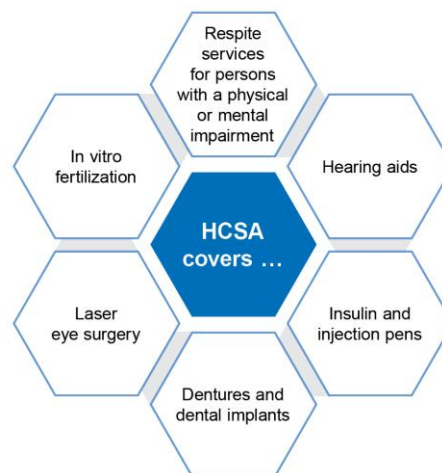 Respite
services
for persons
with a physical
or mental
impairment
In vitro
fertilization
Hearing aids
HCSA
covers …
Laser
eye surgery
Insulin and
injection pens
Dentures and
dental implants